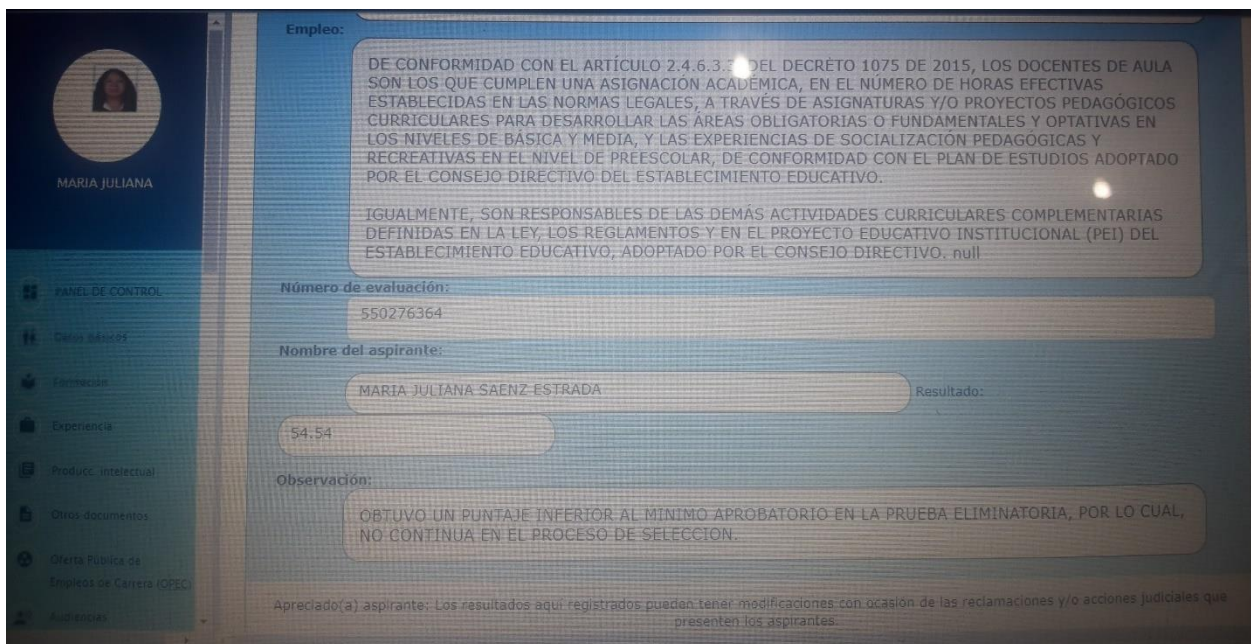 MARIA JULIANA
PANEL DE CONTROL
Datos básicos
Formación
Experiencia
Producc. intelectual
Otros documentos
Oferta Pública de
Empleos de Carrera (OPEC)
Audiencias
Empleo:
DE CONFORMIDAD CON EL ARTÍCULO 2.4.6.3.3 DEL DECRETO 1075 DE 2015, LOS DOCENTES DE AULA
SON LOS QUE CUMPLEN UNA ASIGNACIÓN ACADÉMICA, EN EL NÚMERO DE HORAS EFECTIVAS
ESTABLECIDAS EN LAS NORMAS LEGALES, A TRAVÉS DE ASIGNATURAS Y/O PROYECTOS PEDAGÓGICOS
CURRICULARES PARA DESARROLLAR LAS ÁREAS OBLIGATORIAS O FUNDAMENTALES Y OPTATIVAS EN
LOS NIVELES DE BÁSICA Y MEDIA, Y LAS EXPERIENCIAS DE SOCIALIZACIÓN PEDAGÓGICAS Y
RECREATIVAS EN EL NIVEL DE PREESCOLAR, DE CONFORMIDAD CON EL PLAN DE ESTUDIOS ADOPTADO
POR EL CONSEJO DIRECTIVO DEL ESTABLECIMIENTO EDUCATIVO.
IGUALMENTE, SON RESPONSABLES DE LAS DEMÁS ACTIVIDADES CURRICULARES COMPLEMENTARIAS
DEFINIDAS EN LA LEY, LOS REGLAMENTOS Y EN EL PROYECTO EDUCATIVO INSTITUCIONAL (PEI) DEL
ESTABLECIMIENTO EDUCATIVO, ADOPTADO POR EL CONSEJO DIRECTIVO. null
Número de evaluación:
550276364
Nombre del aspirante:
MARIA JULIANA SAENZ ESTRADA
Resultado:
54.54
Observación:
OBTUVO UN PUNTAJE INFERIOR AL MINIMO APROBATORIO EN LA PRUEBA ELIMINATORIA, POR LO CUAL,
NO CONTINUA EN EL PROCESO DE SELECCION.
Apreciado(a) aspirante: Los resultados aquí registrados pueden tener modificaciones con ocasión de las reclamaciones y/o acciones judiciales que
presenten los aspirantes.